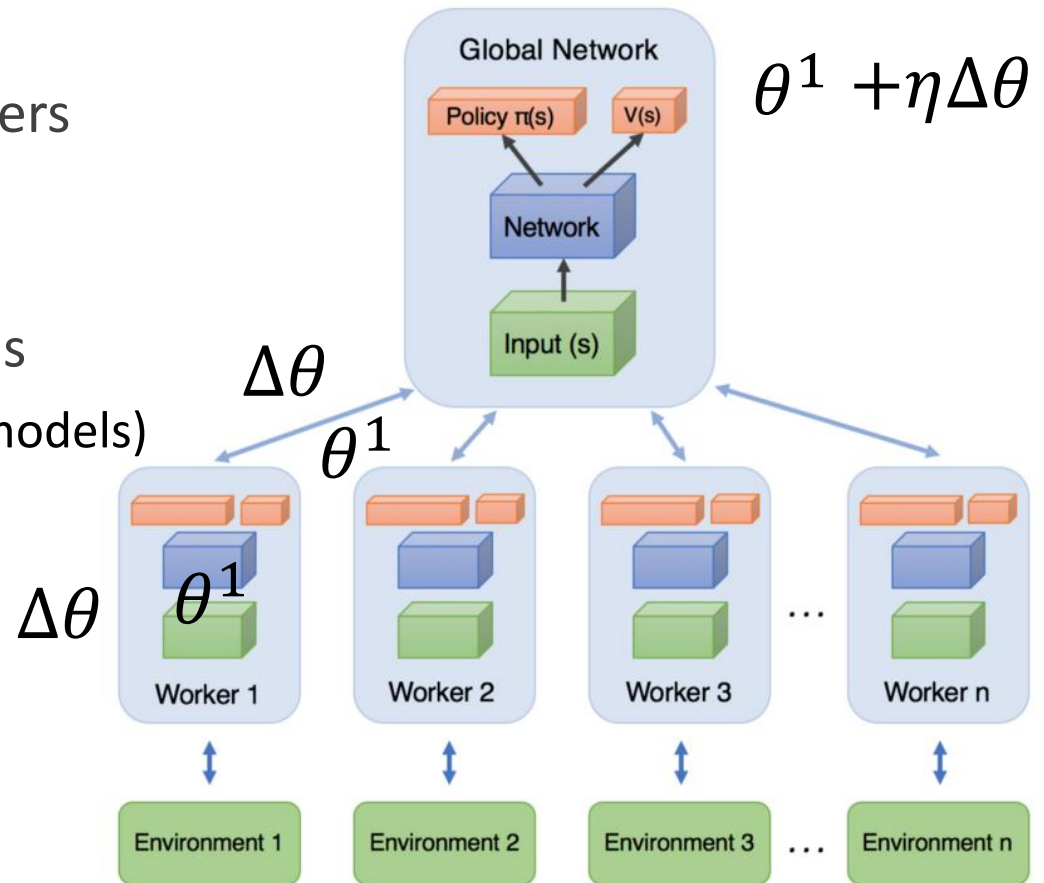 Global Network
θ¹ +ηΔθ
ers
Policy π(s)
V(s)
Network
Input (s)
s
Δθ
nodels)
θ¹
Δθ
θ¹
...
Worker 1
Worker 2
Worker 3
Worker n
Environment 1
Environment 2
Environment 3
...
Environment n